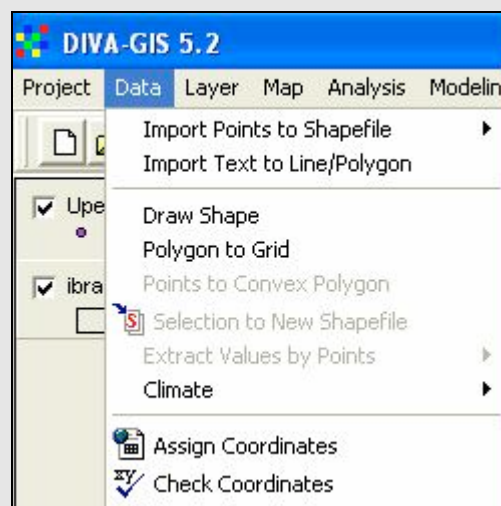 DIVA-GIS 5.2
Project Data Layer Map Analysis Modelin
Import Points to Shapefile
Import Text to Line/Polygon
Upe
Draw Shape
Polygon to Grid
ibra
Points to Convex Polygon
S Selection to New Shapefile
Extract Values by Points
Climate
Assign Coordinates
xy Check Coordinates